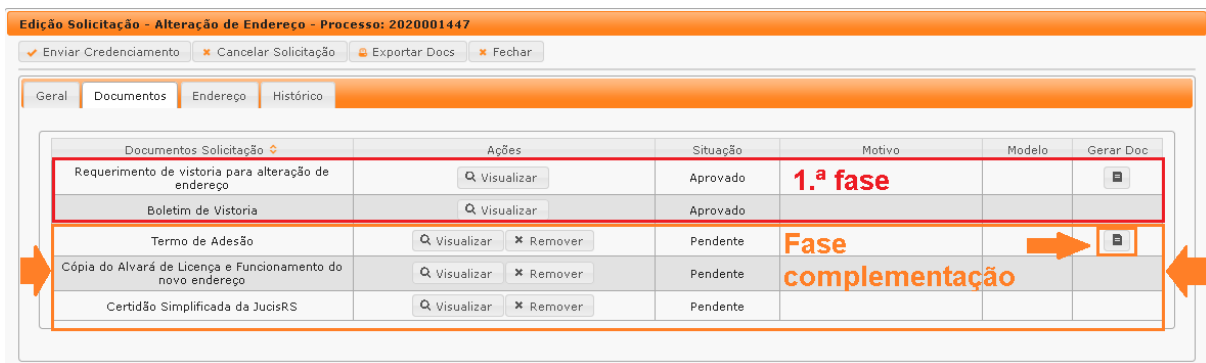 Edição Solicitação - Alteração de Endereço - Processo: 2020001447
Enviar Credenciamento Cancelar Solicitação Exportar Docs Fechar
Geral Documentos Endereço Histórico
Documentos Solicitação Ações Situação Motivo Modelo Gerar Doc
Requerimento de vistoria para alteração de
endereço
Visualizar Aprovado 1.ª fase
Boletim de Vistoria Visualizar Aprovado
Termo de Adesão Visualizar Remover Pendente Fase
Cópia do Alvará de Licença e Funcionamento do
novo endereço
Visualizar Remover Pendente complementação
Certidão Simplificada da JucisRS Visualizar Remover Pendente